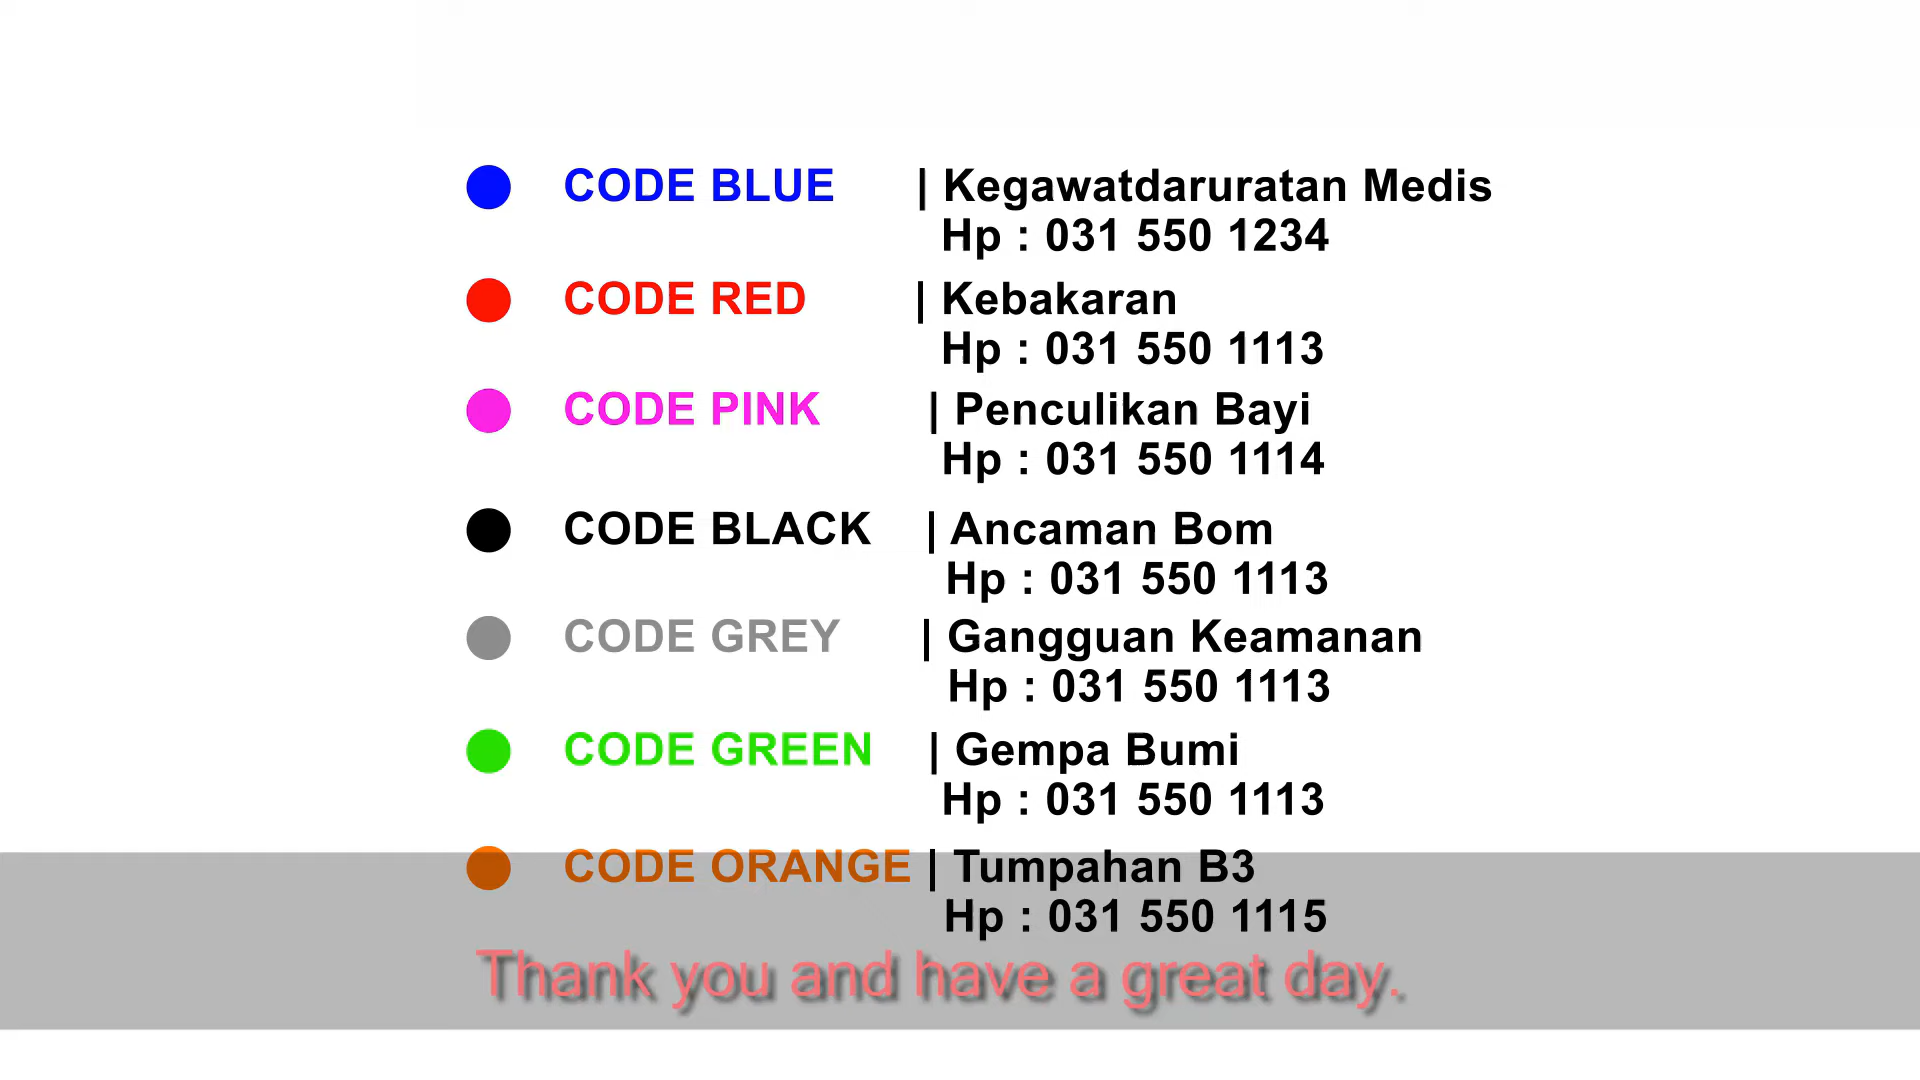 CODE BLUE | Kegawatdaruratan Medis
Hp : 031 550 1234
CODE RED | Kebakaran
Hp : 031 550 1113
CODE PINK | Penculikan Bayi
Hp : 031 550 1114
CODE BLACK | Ancaman Bom
Hp : 031 550 1113
CODE GREY | Gangguan Keamanan
Hp : 031 550 1113
CODE GREEN | Gempa Bumi
Hp : 031 550 1113
CODE ORANGE | Tumpahan B3
Hp : 031 550 1115
Thank you and have a great day.